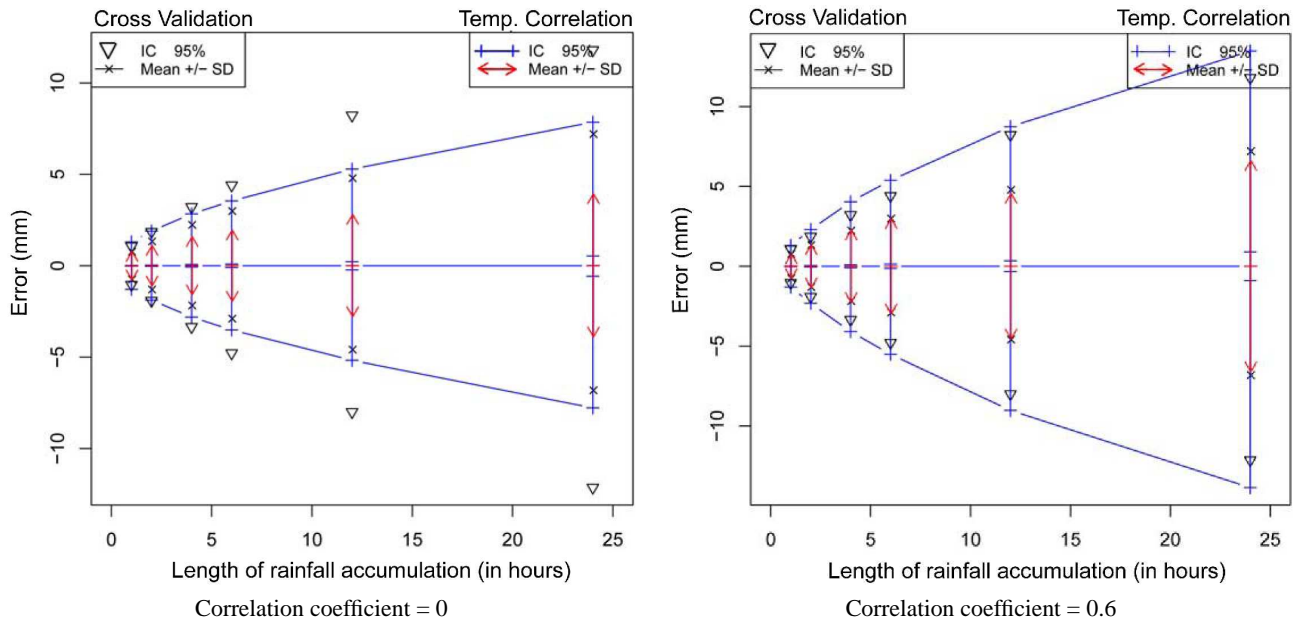 Cross Validation
Temp. Correlation
IC 95%
Mean +/− SD
IC 95%
Mean +/− SD
10
5
0
−5
−10
Error (mm)
0
5
10
15
20
25
Length of rainfall accumulation (in hours)
Correlation coefficient = 0
Cross Validation
Temp. Correlation
IC 95%
Mean +/− SD
IC 95%
Mean +/− SD
10
5
0
−5
−10
Error (mm)
0
5
10
15
20
25
Length of rainfall accumulation (in hours)
Correlation coefficient = 0.6